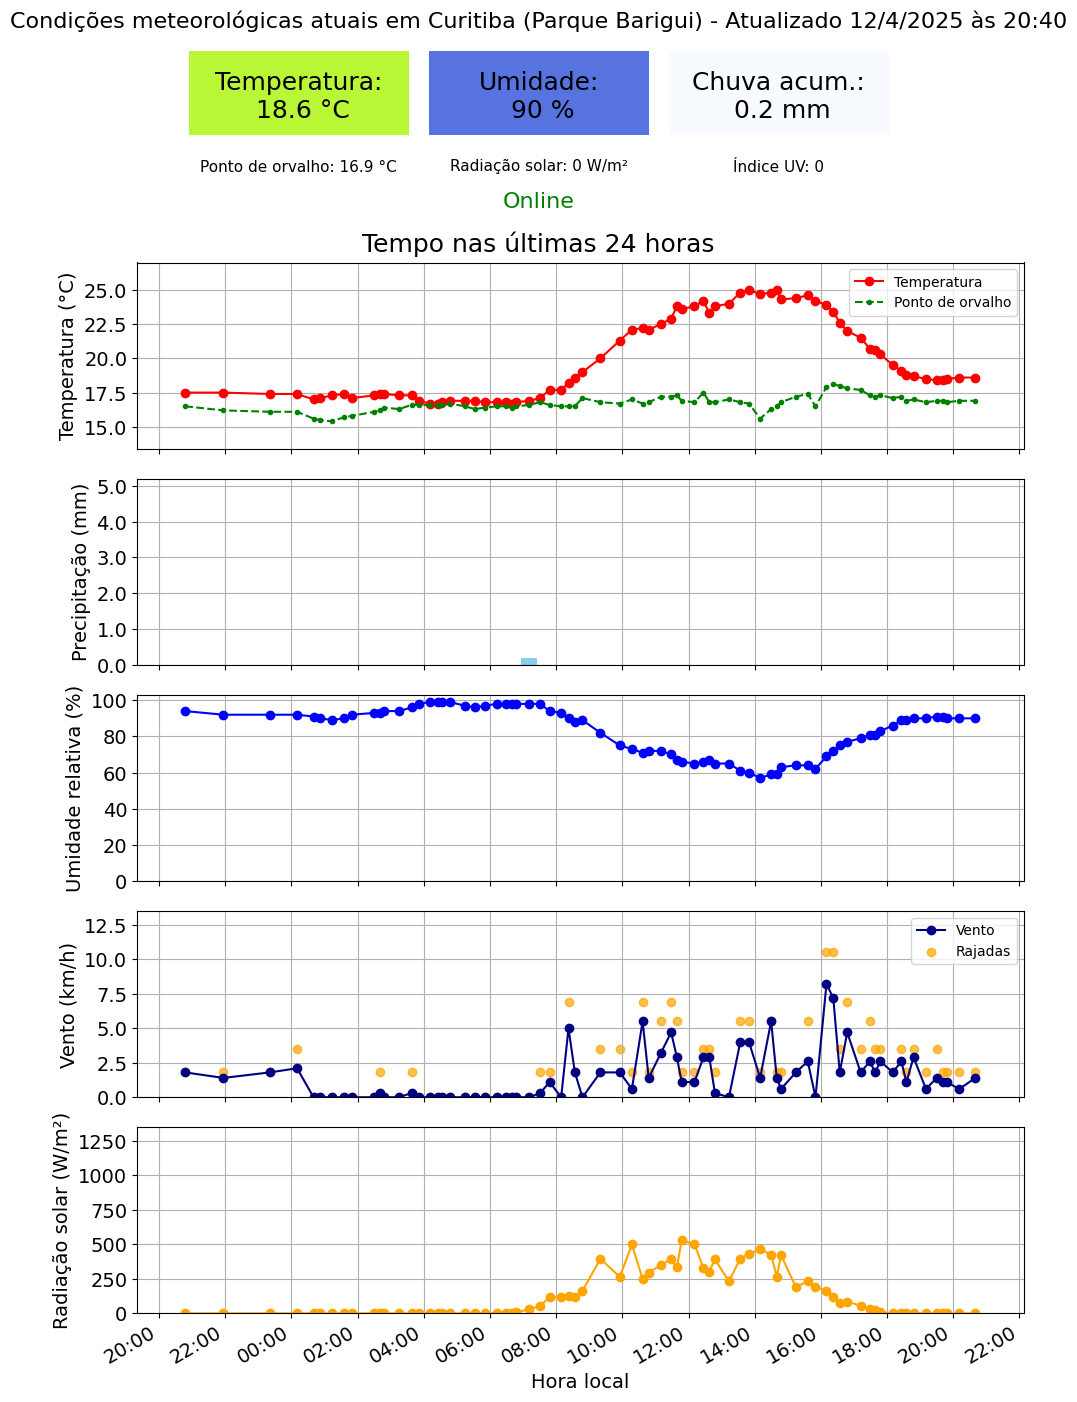 Condições meteorológicas atuais em Curitiba (Parque Barigui) - Atualizado 12/4/2025 às 20:40
Temperatura:
18.6 °C
Umidade:
90 %
Chuva acum.:
0.2 mm
Ponto de orvalho: 16.9 °C
Radiação solar: 0 W/m²
Índice UV: 0
Online
Tempo nas últimas 24 horas
Temperatura (°C)
25.0
22.5
20.0
17.5
15.0
Temperatura
Ponto de orvalho
Precipitação (mm)
5.0
4.0
3.0
2.0
1.0
0.0
Umidade relativa (%)
100
80
60
40
20
0
Vento (km/h)
12.5
10.0
7.5
5.0
2.5
0.0
Vento
Rajadas
Radiação solar (W/m²)
1250
1000
750
500
250
0
20:00 22:00 00:00 02:00 04:00 06:00 08:00 10:00 12:00 14:00 16:00 18:00 20:00 22:00
Hora local